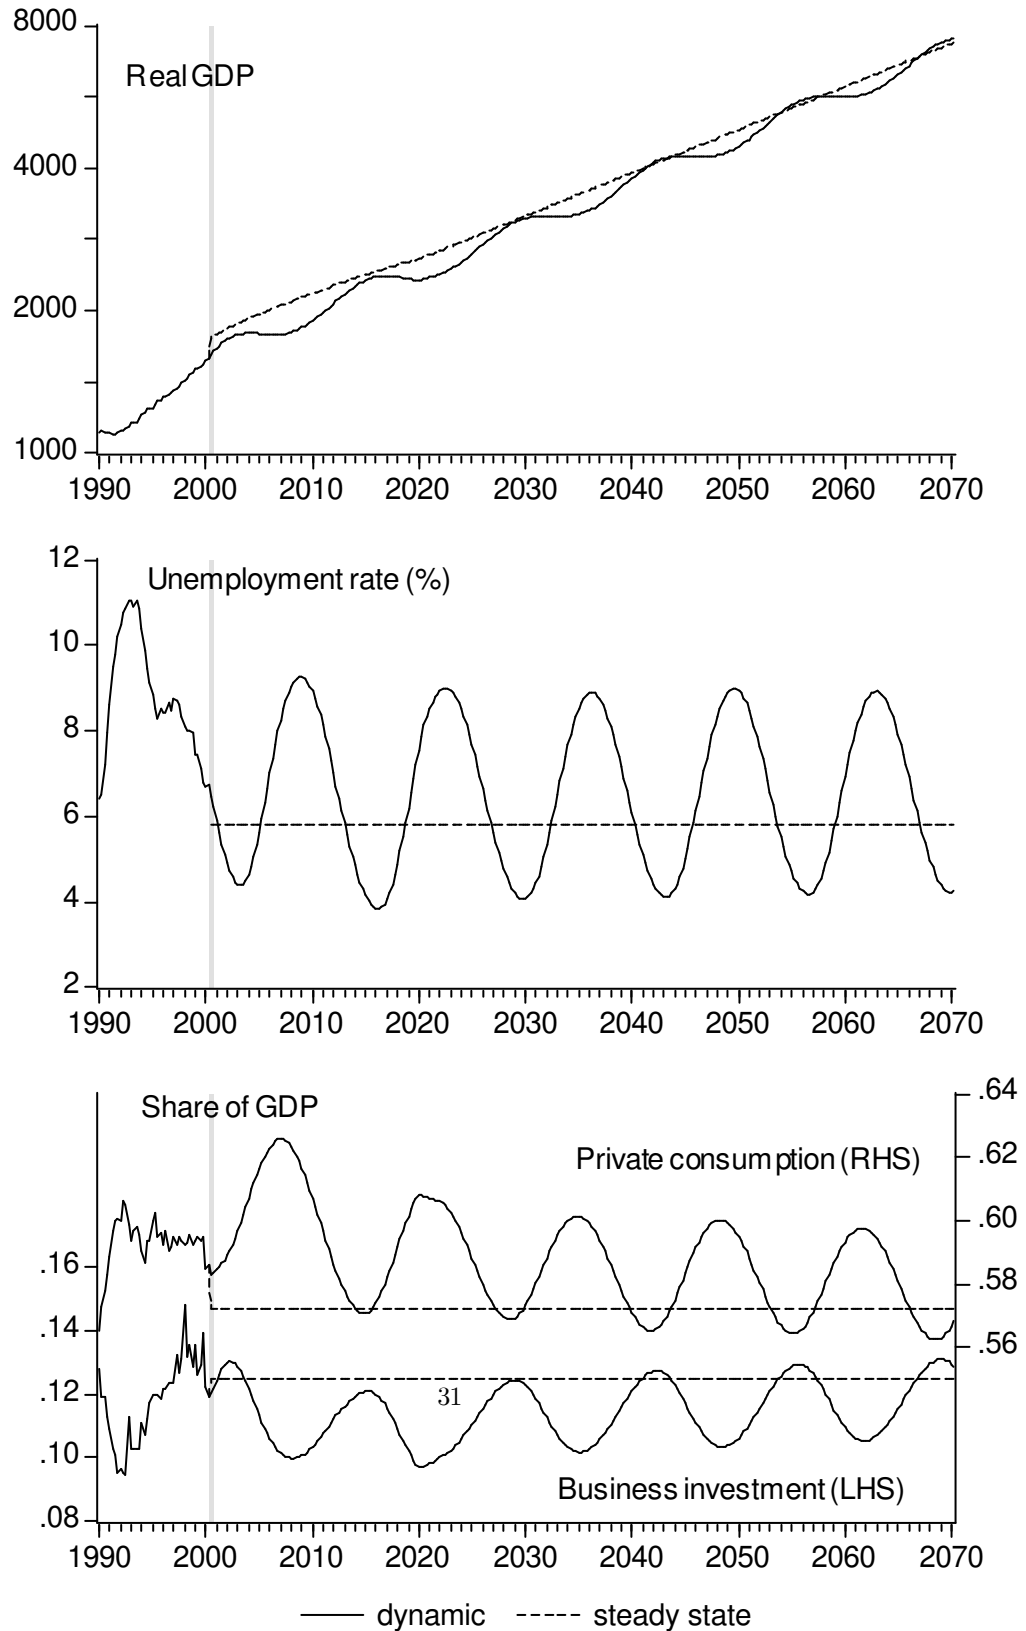 8000
Real GDP
4000
2000
1000
1990 2000 2010 2020 2030 2040 2050 2060 2070
12
Unemployment rate (%)
10
8
6
4
2
1990 2000 2010 2020 2030 2040 2050 2060 2070
.64
Share of GDP
Private consumption (RHS)
.62
.60
.16
.58
.14
.56
.12
31
.10
Business investment (LHS)
.08
1990 2000 2010 2020 2030 2040 2050 2060 2070
dynamic steady state